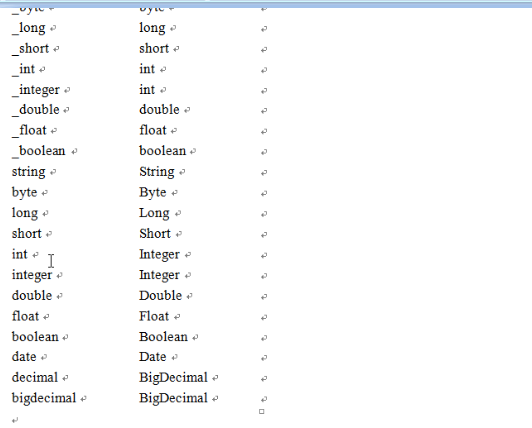 _byte byte
_long long
_short short
_int int
_integer int
_double double
_float float
_boolean boolean
string String
byte Byte
long Long
short Short
int Integer
integer Integer
double Double
float Float
boolean Boolean
date Date
decimal BigDecimal
bigdecimal BigDecimal